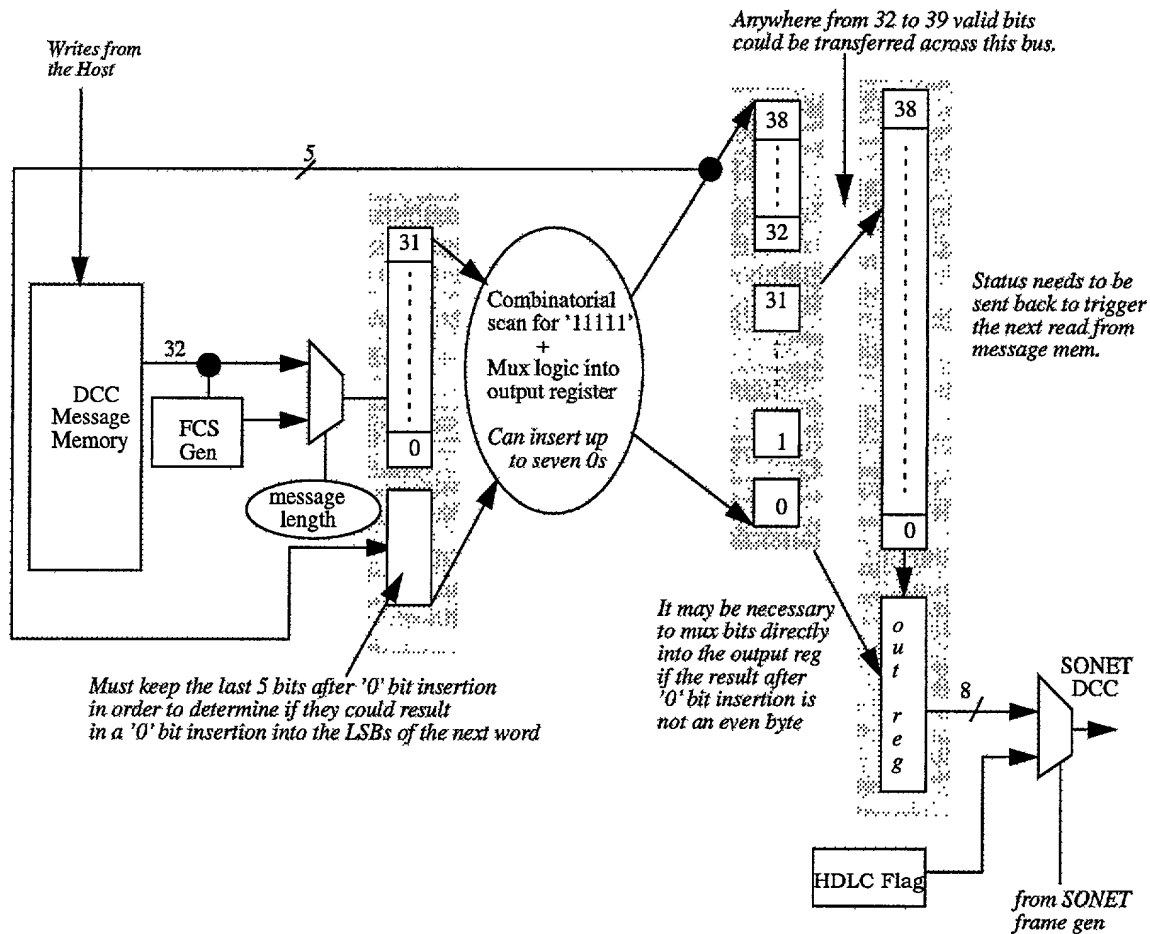 Anywhere from 32 to 39 valid bits
could be transferred across this bus.
Writes from
the Host
5
38
32
31
1
0
38
0
31
0
32
DCC
Message
Memory
FCS
Gen
message
length
Combinatorial
scan for '11111'
+
Mux logic into
output register
Can insert up
to seven 0s
Status needs to be
sent back to trigger
the next read from
message mem.
Must keep the last 5 bits after '0' bit insertion
in order to determine if they could result
in a '0' bit insertion into the LSBs of the next word
It may be necessary
to mux bits directly
into the output reg
if the result after
'0' bit insertion is
not an even byte
out reg
8
SONET
DCC
HDLC Flag
from SONET
frame gen